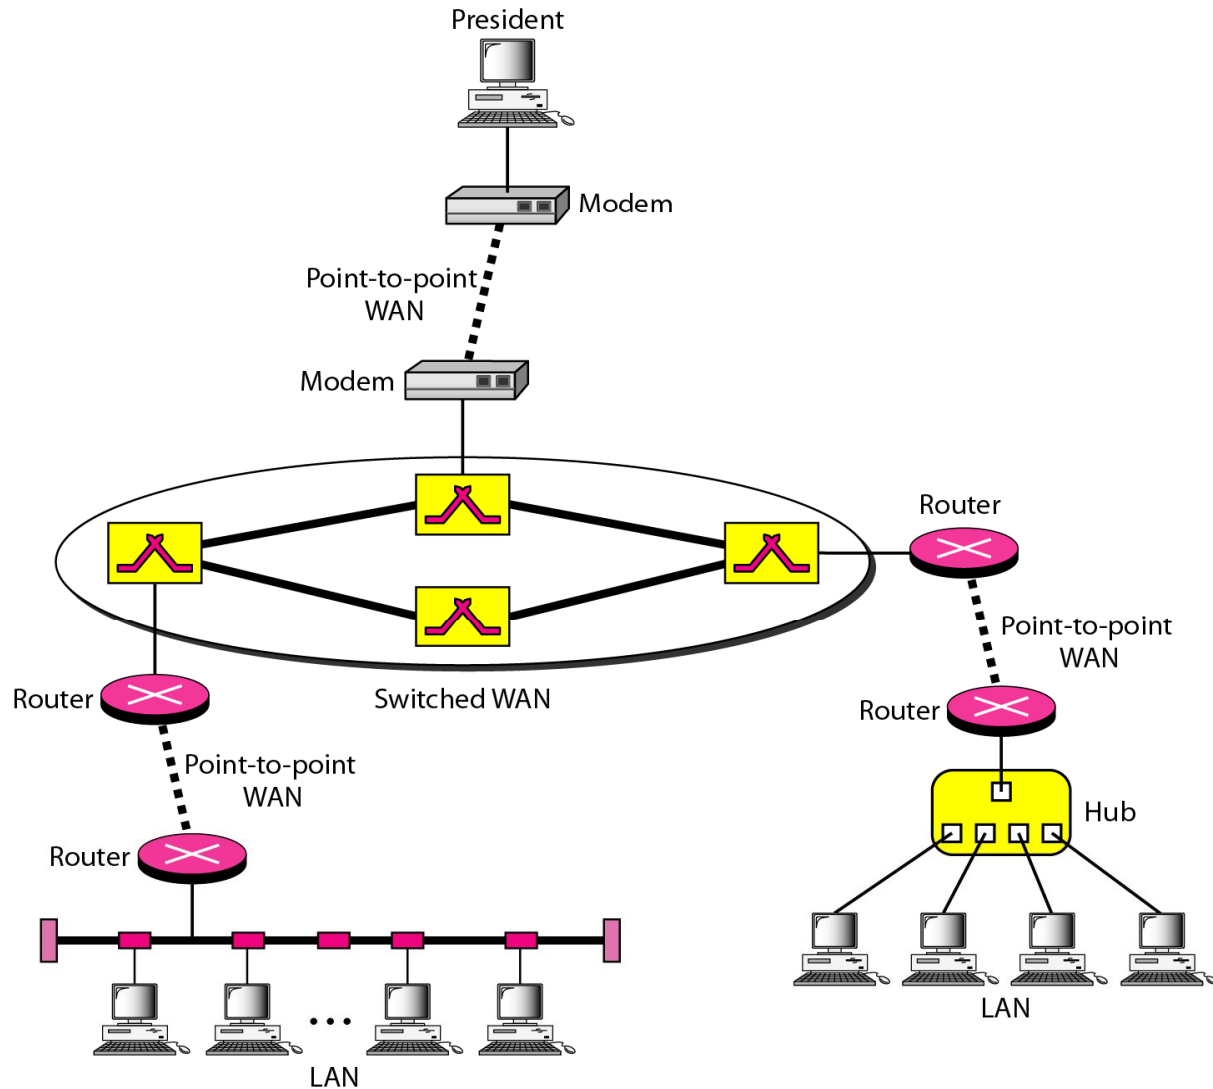 President
Modem
Point-to-point
WAN
Modem
Router
Point-to-point
WAN
Router
Switched WAN
Router
Point-to-point
WAN
Hub
Router
LAN
LAN